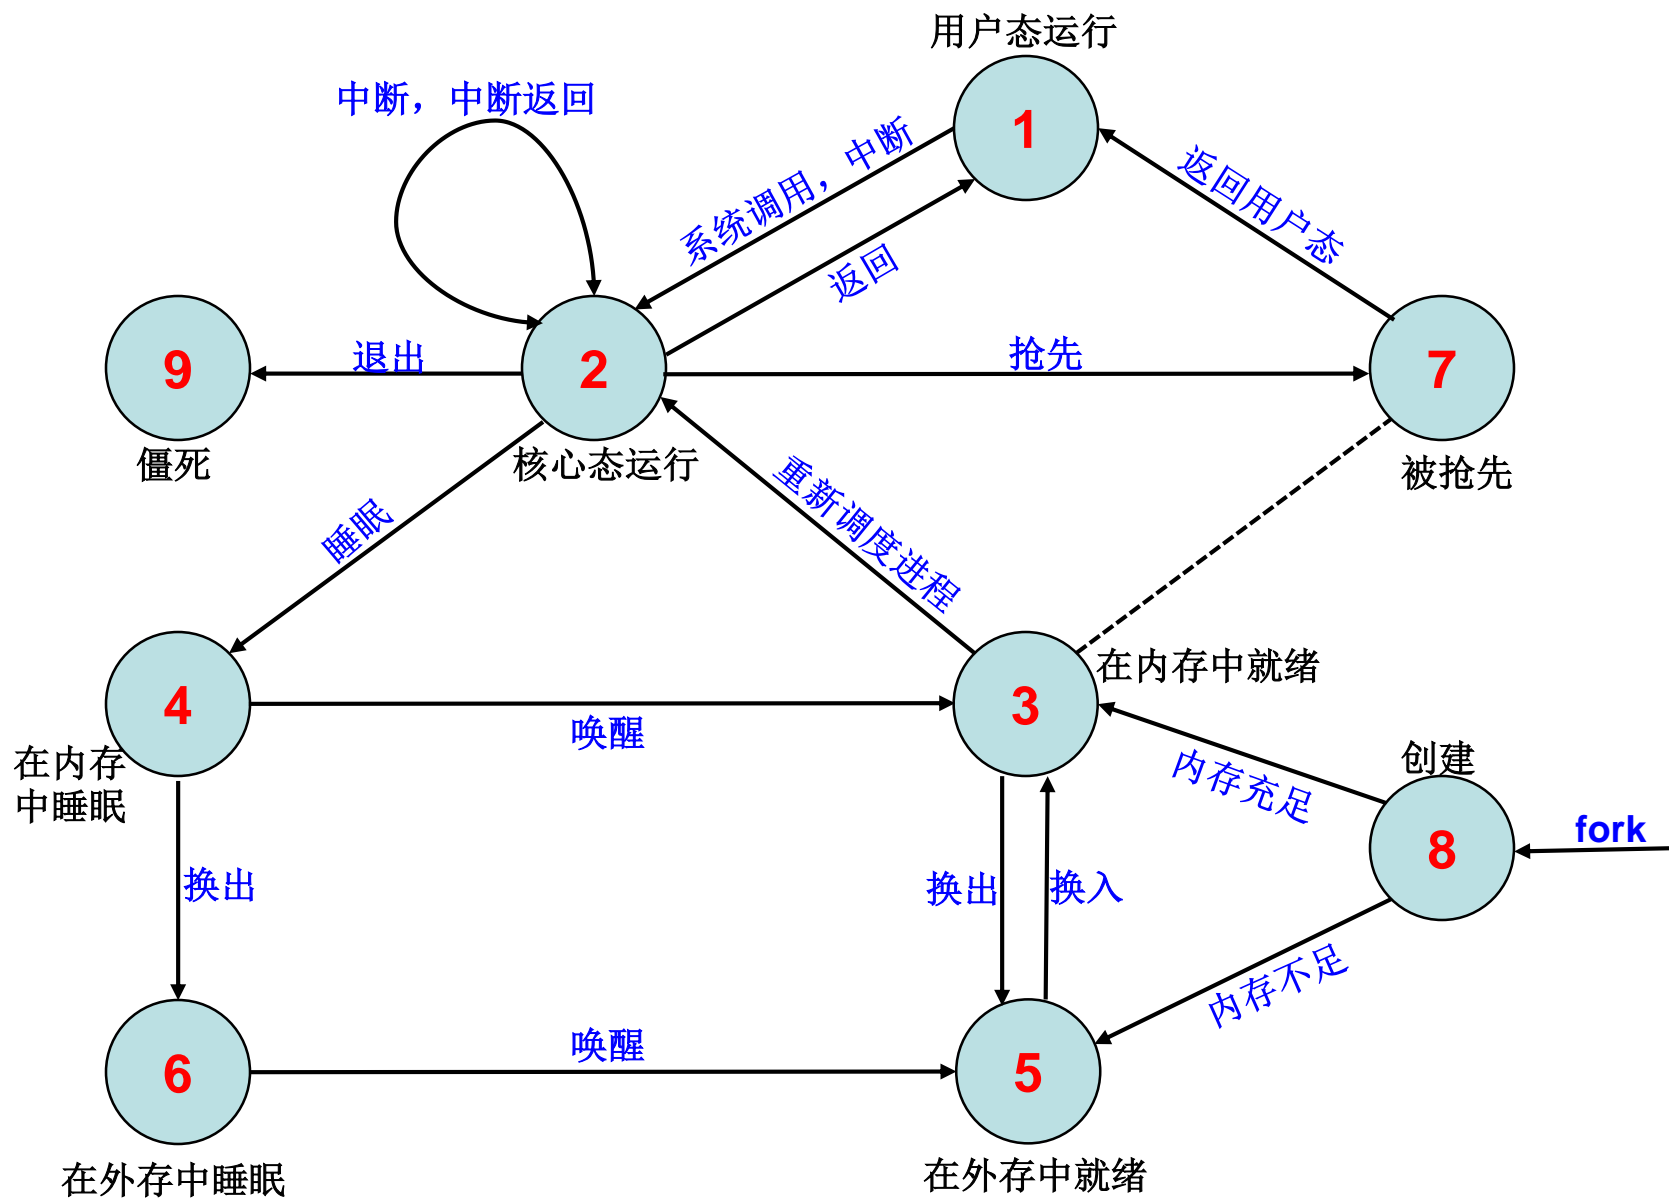 用户态运行
中断，中断返回
1
系统调用，中断
返回
返回用户态
9
退出
2
抢先
7
僵死
核心态运行
被抢先
睡眠
重新调度进程
4
唤醒
3
在内存中就绪
在内存
中睡眠
内存充足
创建
8
fork
换出
换出
换入
内存不足
6
唤醒
5
在外存中睡眠
在外存中就绪